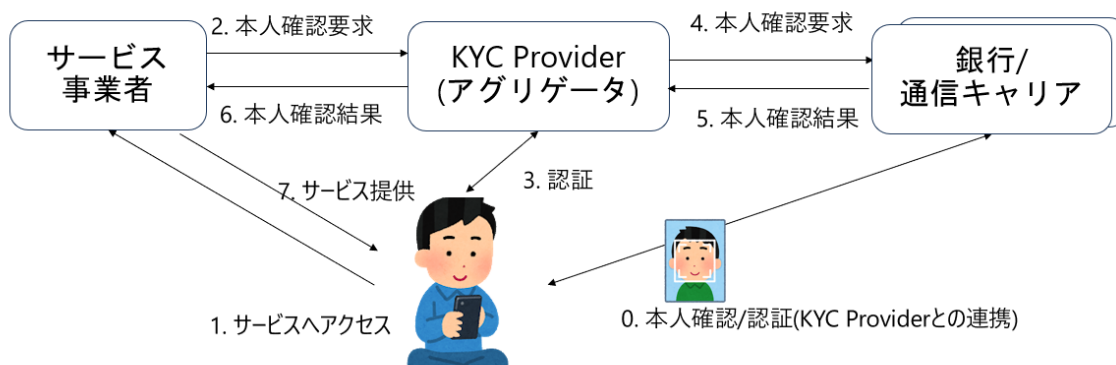 2. 本人確認要求
4. 本人確認要求
サービス
事業者
KYC Provider
(アグリゲータ)
銀行/
通信キャリア
6. 本人確認結果
5. 本人確認結果
7. サービス提供
3. 認証
1. サービスへアクセス
0. 本人確認/認証(KYC Providerとの連携)